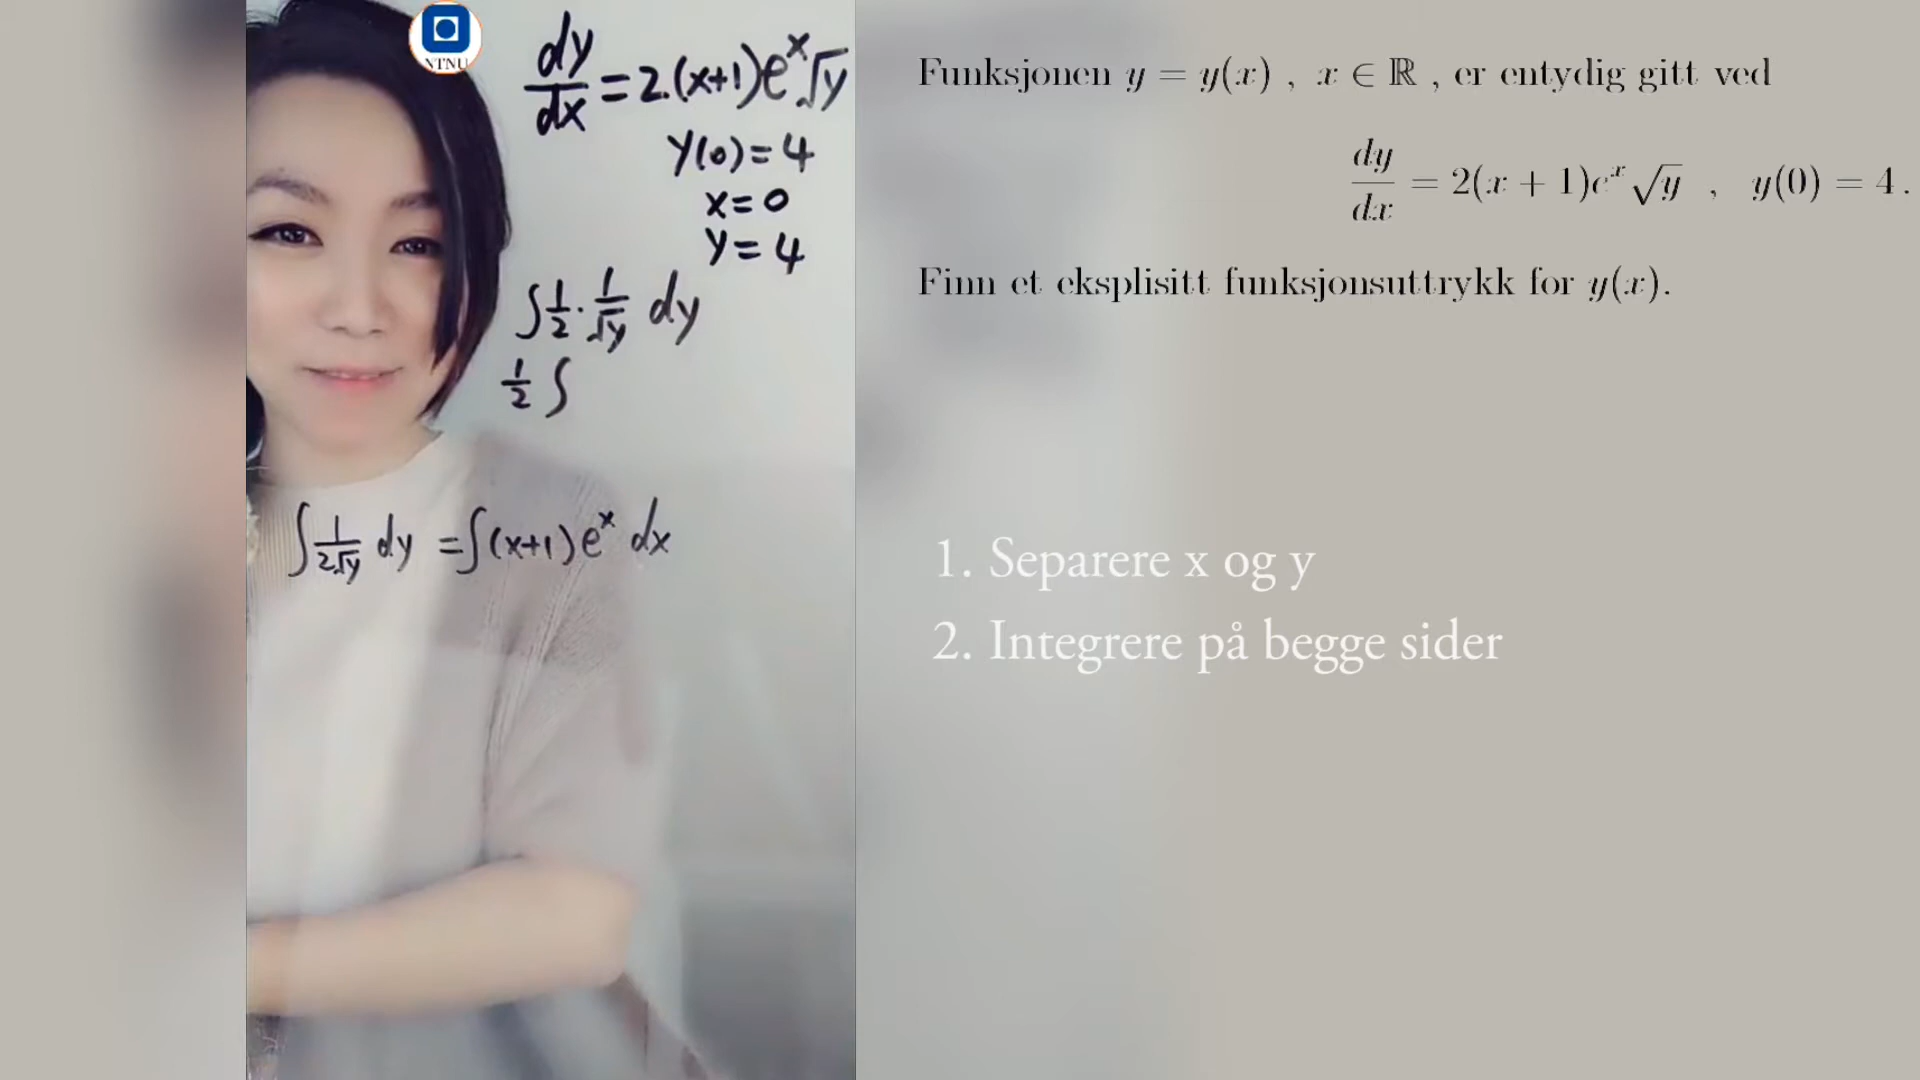 NTNU
dy/dx = 2·(x+1)e^x √y
y(0) = 4
x = 0
y = 4
∫ 1/2 · 1/√y dy
1/2 ∫
∫ 1/(2√y) dy = ∫ (x+1) e^x dx
Funksjonen y = y(x) , x ∈ ℝ , er entydig gitt ved
dy/dx = 2(x + 1)e^x √y , y(0) = 4 .
Finn et eksplisitt funksjonsuttrykk for y(x).
1. Separere x og y
2. Integrere på begge sider